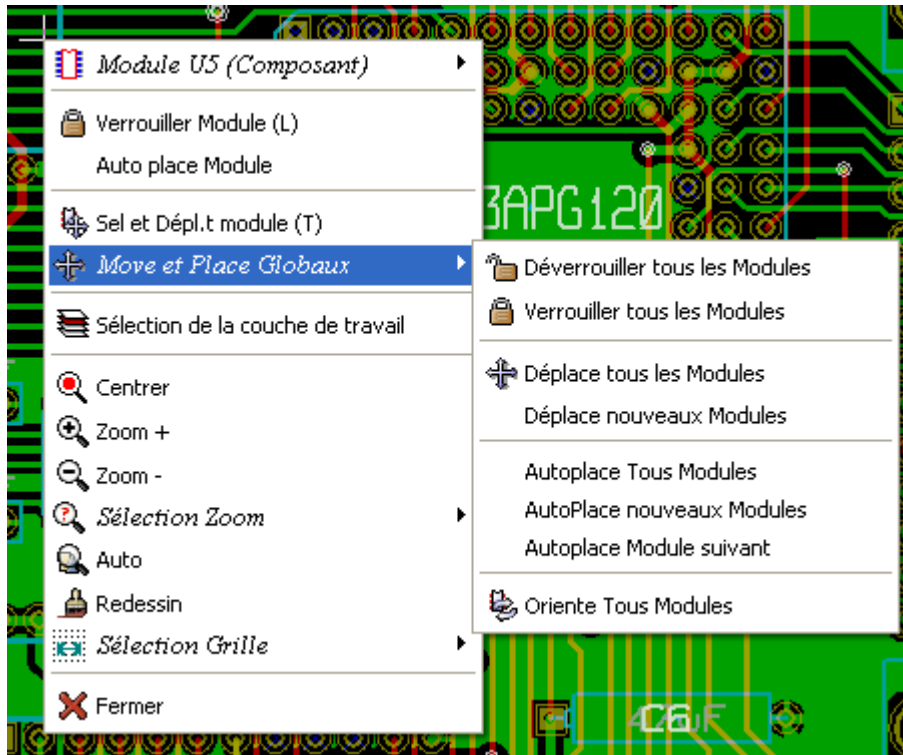 Module U5 (Composant)
Verrouiller Module (L)
Auto place Module
Sel et Dépl.t module (T)
Move et Place Globaux
Sélection de la couche de travail
Centrer
Zoom +
Zoom -
Sélection Zoom
Auto
Redessin
Sélection Grille
Fermer
3APG120
Déverrouiller tous les Modules
Verrouiller tous les Modules
Déplace tous les Modules
Déplace nouveaux Modules
Autoplace Tous Modules
AutoPlace nouveaux Modules
Autoplace Module suivant
Oriente Tous Modules
C6